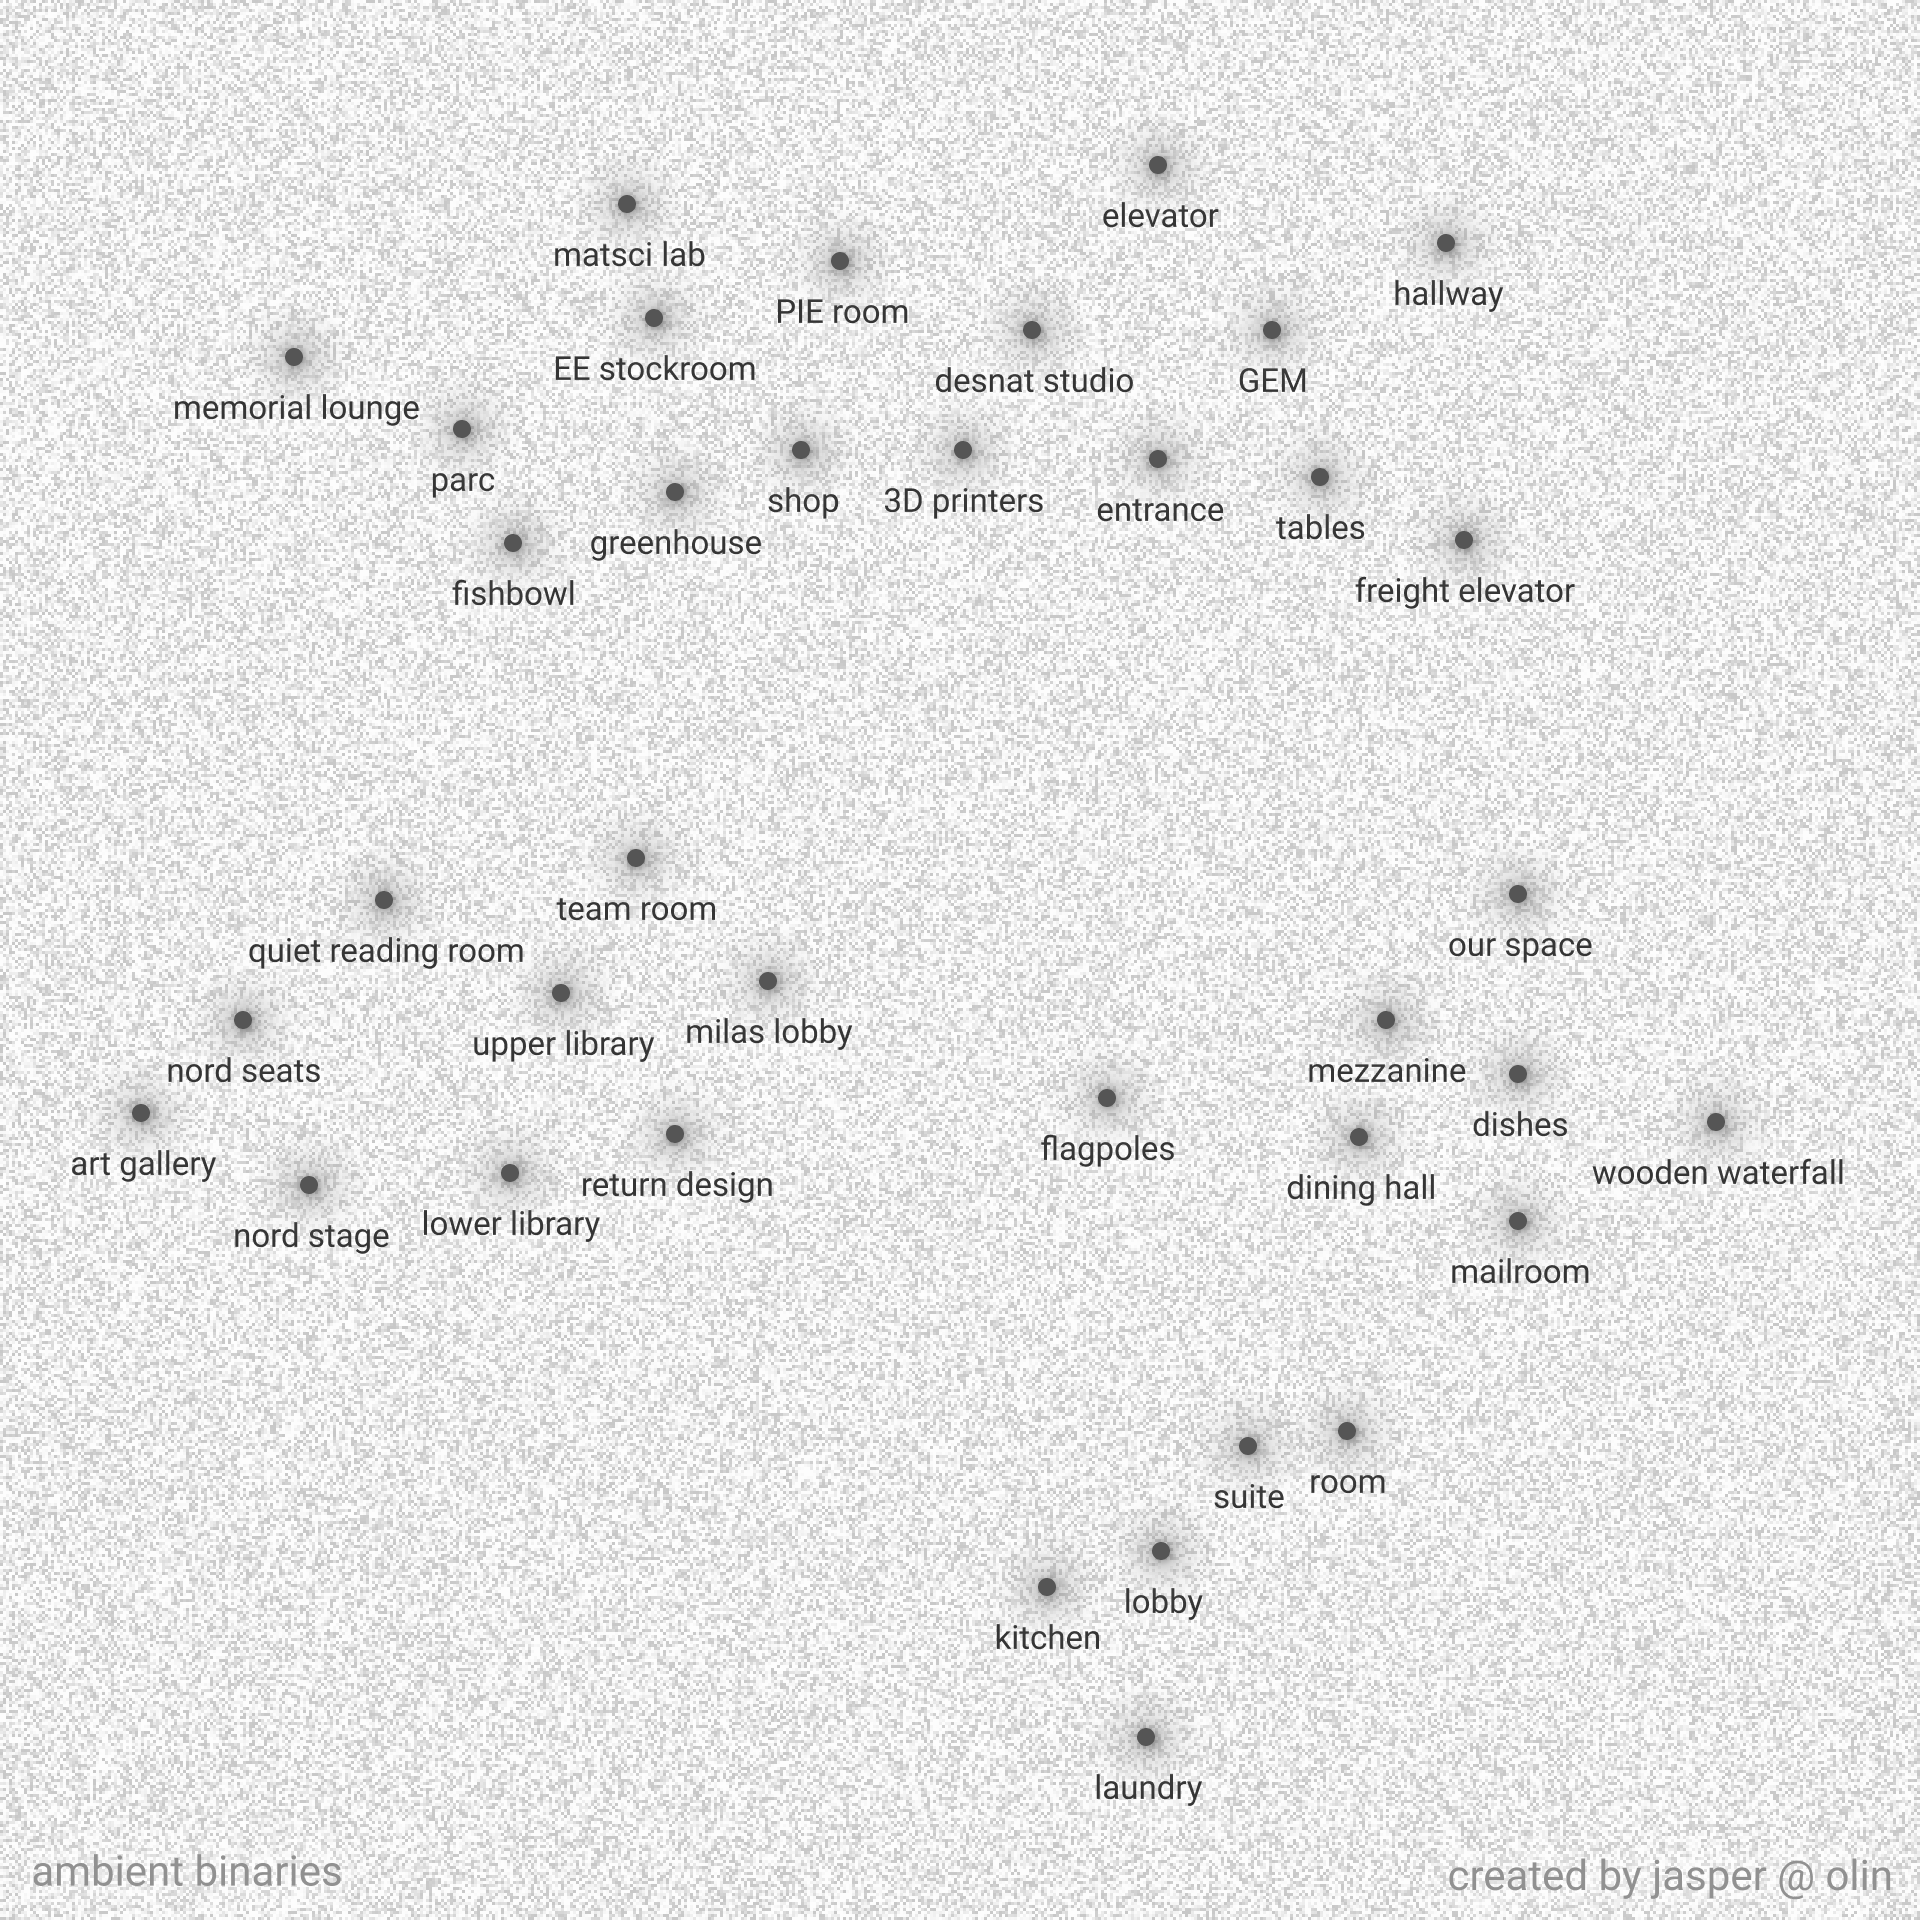 elevator
matsci lab
hallway
PIE room
EE stockroom
desnat studio
GEM
memorial lounge
parc
shop
3D printers
entrance
tables
greenhouse
fishbowl
freight elevator
team room
our space
quiet reading room
upper library
milas lobby
nord seats
mezzanine
dishes
flagpoles
art gallery
wooden waterfall
return design
dining hall
lower library
nord stage
mailroom
room
suite
lobby
kitchen
laundry
ambient binaries
created by jasper @ olin